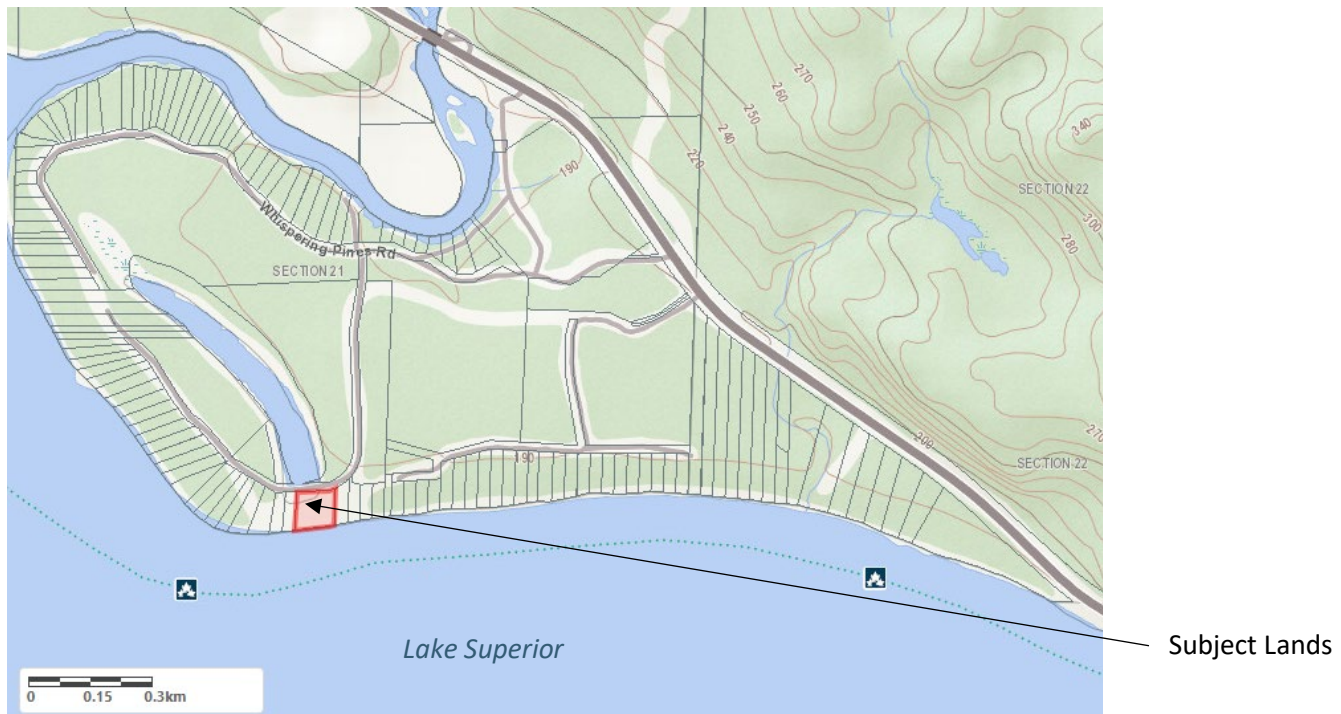 270
260
250
240
220
340
SECTION 22
300
280
190
Whispering Pines Rd
SECTION 21
200
270
190
SECTION 22
Lake Superior
Subject Lands
0 0.15 0.3km